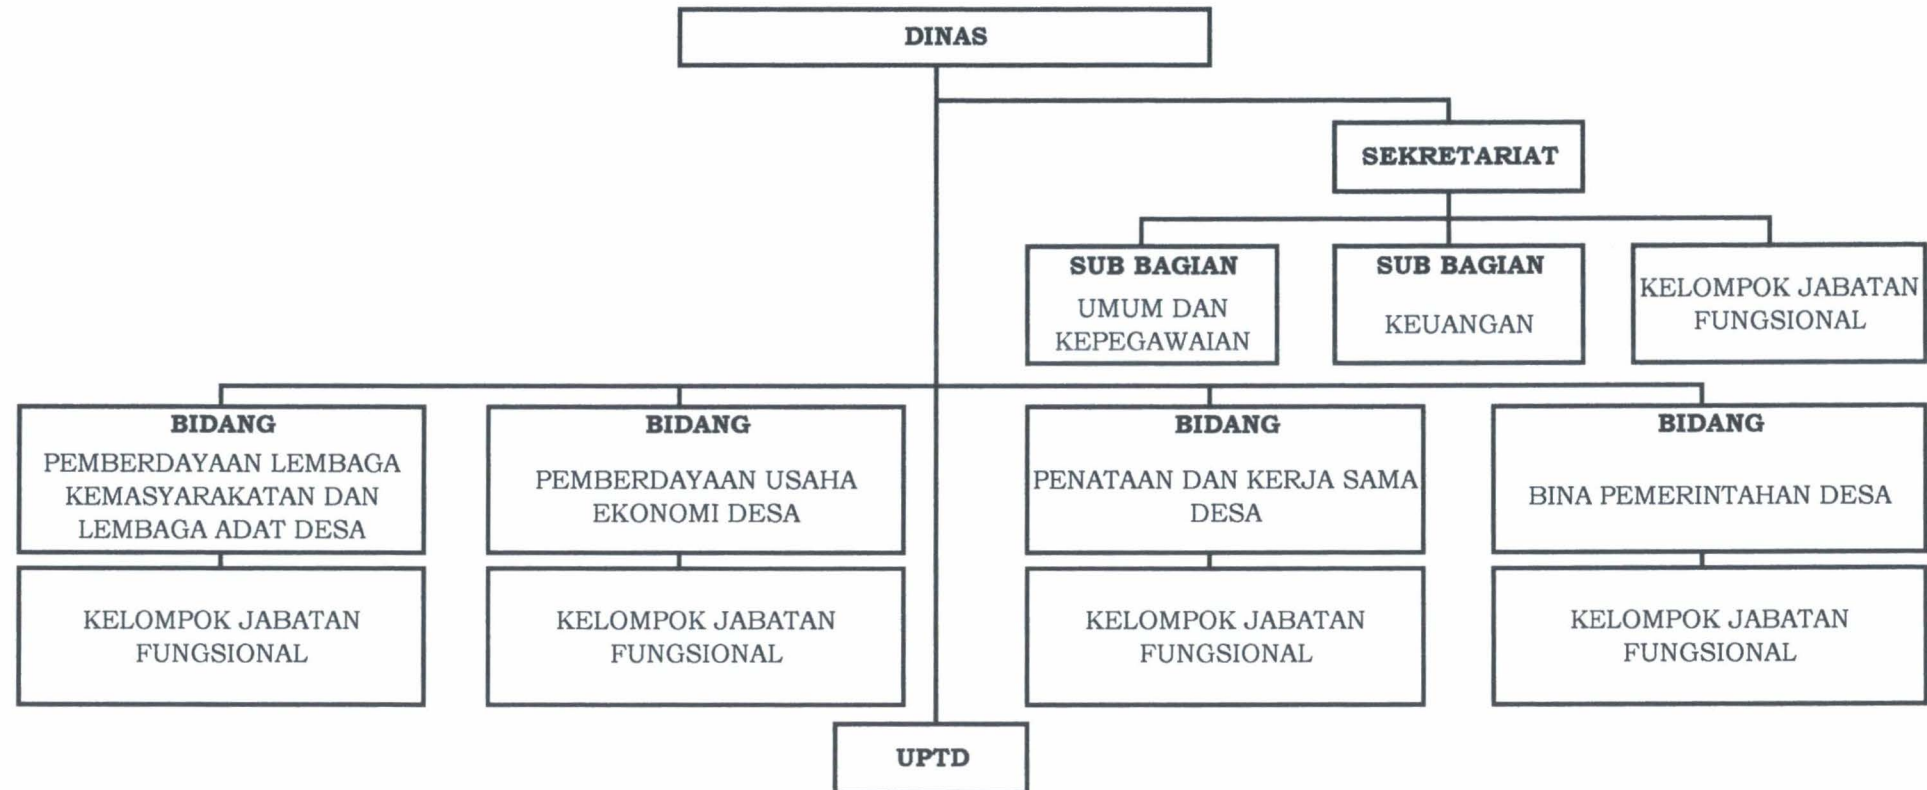 DINAS
SEKRETARIAT
SUB BAGIAN
UMUM DAN
KEPEGAWAIAN
SUB BAGIAN
KEUANGAN
KELOMPOK JABATAN
FUNGSIONAL
BIDANG
PEMBERDAYAAN LEMBAGA
KEMASYARAKATAN DAN
LEMBAGA ADAT DESA
BIDANG
PEMBERDAYAAN USAHA
EKONOMI DESA
BIDANG
PENATAAN DAN KERJA SAMA
DESA
BIDANG
BINA PEMERINTAHAN DESA
KELOMPOK JABATAN
FUNGSIONAL
KELOMPOK JABATAN
FUNGSIONAL
KELOMPOK JABATAN
FUNGSIONAL
KELOMPOK JABATAN
FUNGSIONAL
UPTD